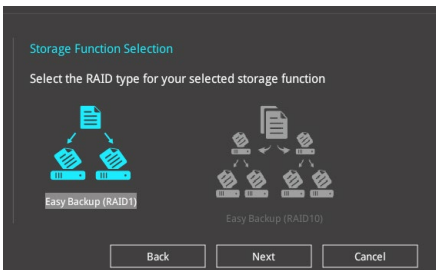 Storage Function Selection
Select the RAID type for your selected storage function
Easy Backup (RAID1)
Easy Backup (RAID10)
Back
Next
Cancel